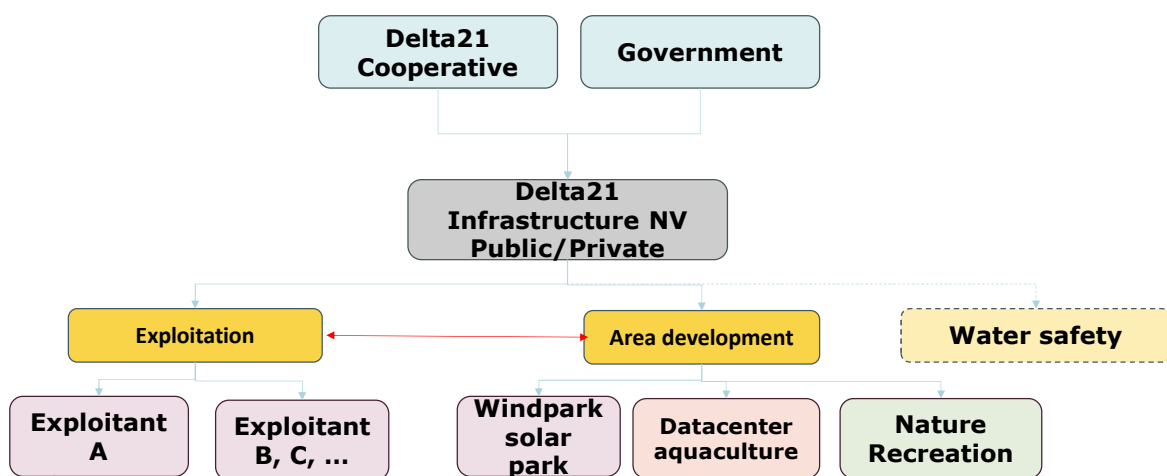 Delta21
Cooperative
Government
Delta21
Infrastructure NV
Public/Private
Exploitation
Area development
Water safety
Exploitant
A
Exploitant
B, C, ...
Windpark
solar
park
Datacenter
aquaculture
Nature
Recreation